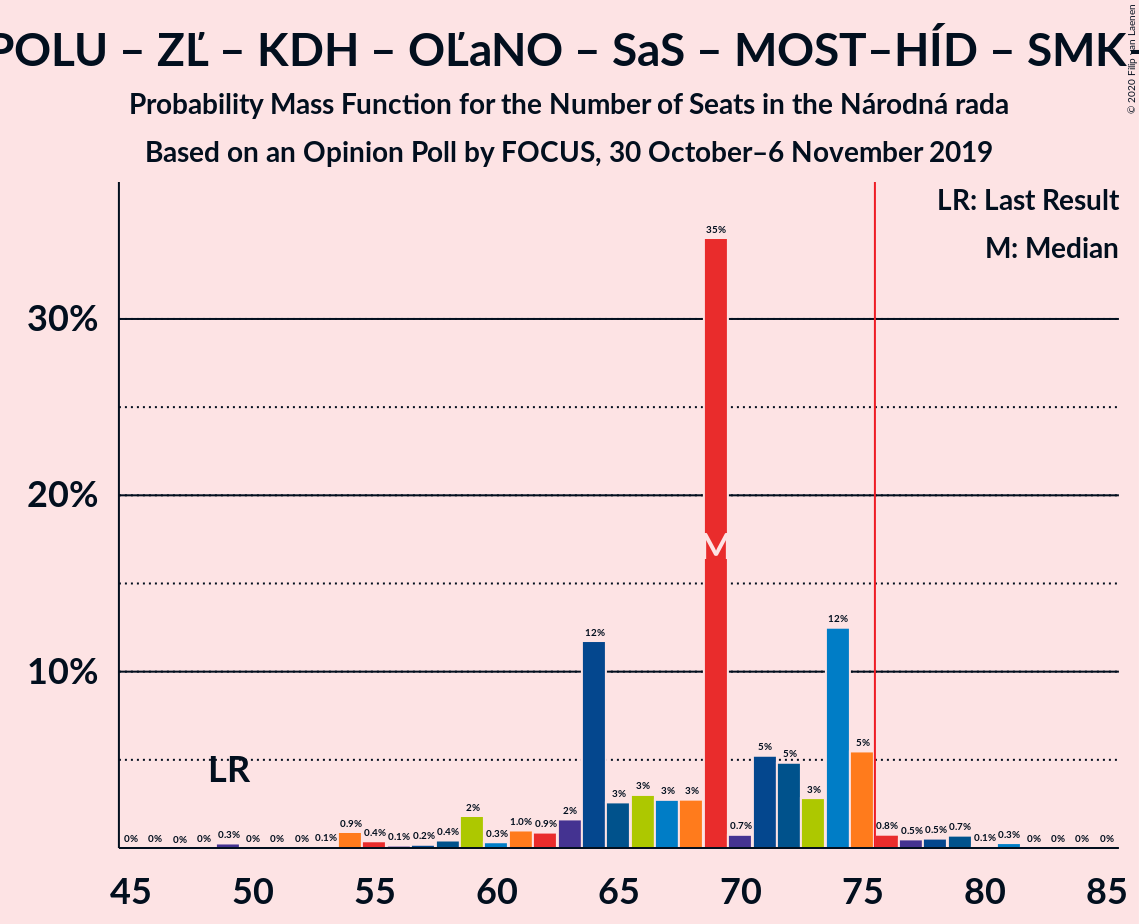 POLU – ZĽ – KDH – OĽaNO – SaS – MOST–HÍD – SMK–
Probability Mass Function for the Number of Seats in the Národná rada
Based on an Opinion Poll by FOCUS, 30 October–6 November 2019
© 2020 Filip van Laenen
LR: Last Result
M: Median
30%
20%
10%
LR
M
0% 0% 0% 0% 0.3% 0% 0% 0% 0.1% 0.9% 0.4% 0.1% 0.2% 0.4% 2% 0.3% 1.0% 0.9% 2% 12% 3% 3% 3% 3% 35% 0.7% 5% 5% 3% 12% 5% 0.8% 0.5% 0.5% 0.7% 0.1% 0.3% 0% 0% 0% 0%
45 50 55 60 65 70 75 80 85